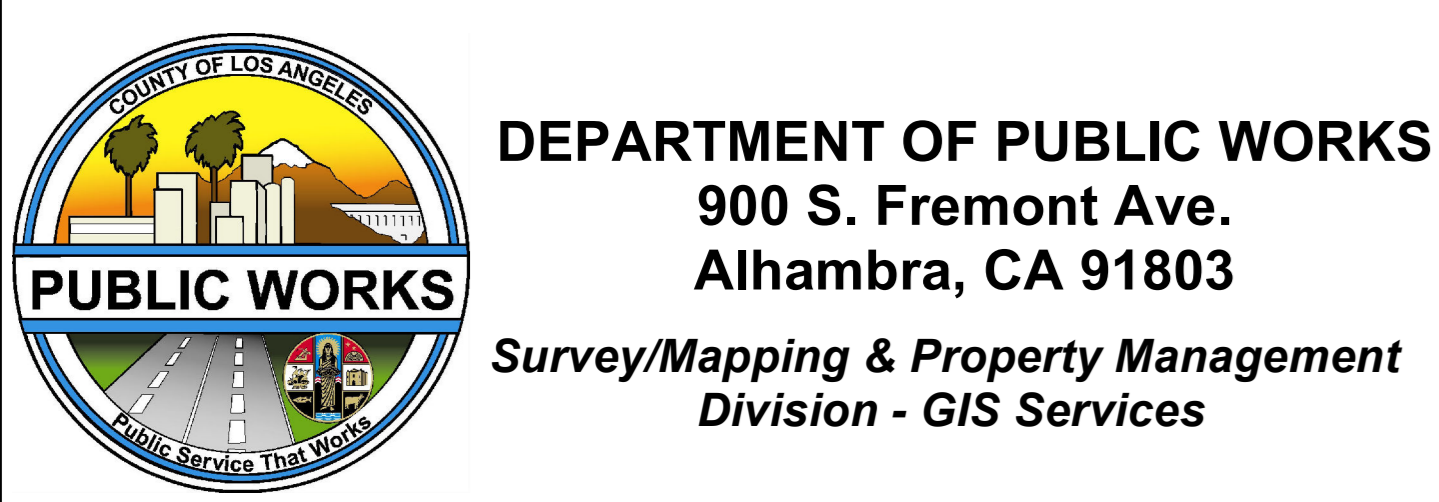 COUNTY OF LOS ANGELES
PUBLIC WORKS
Public Service That Works
DEPARTMENT OF PUBLIC WORKS
900 S. Fremont Ave.
Alhambra, CA 91803
Survey/Mapping & Property Management
Division - GIS Services